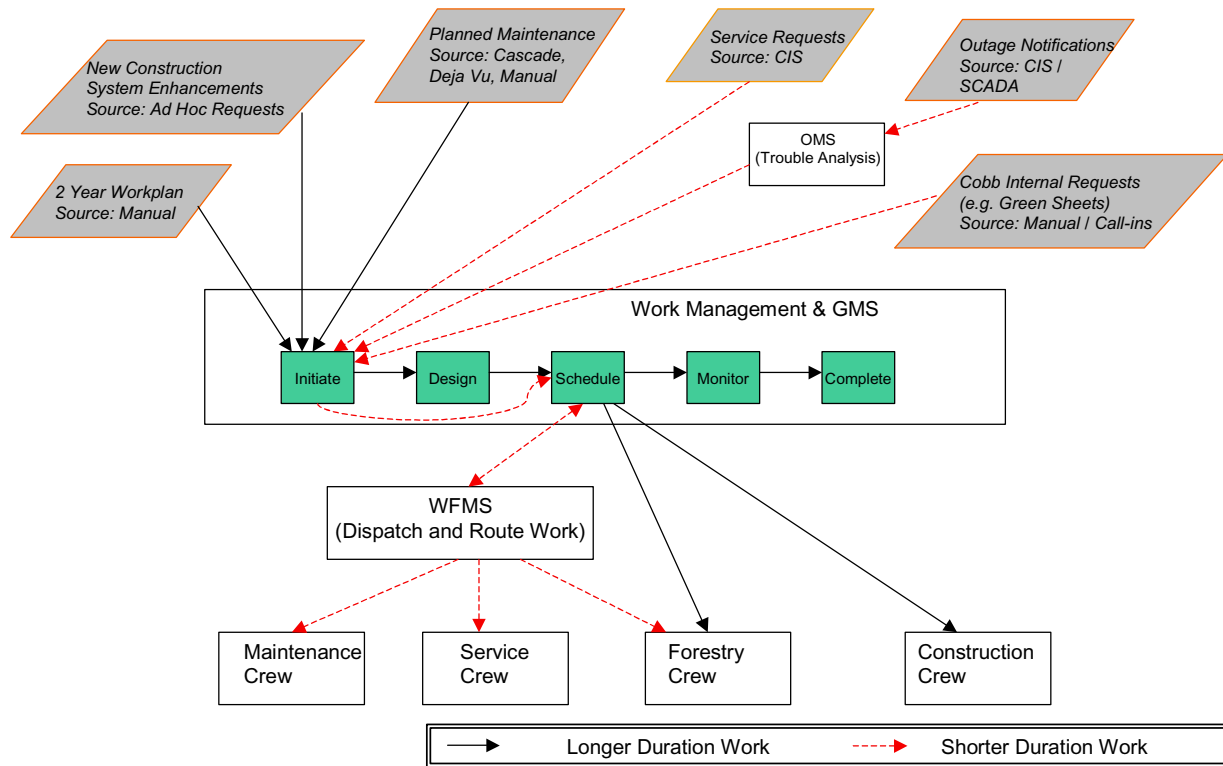 New Construction
System Enhancements
Source: Ad Hoc Requests
Planned Maintenance
Source: Cascade,
Deja Vu, Manual
Service Requests
Source: CIS
Outage Notifications
Source: CIS /
SCADA
OMS
(Trouble Analysis)
2 Year Workplan
Source: Manual
Cobb Internal Requests
(e.g. Green Sheets)
Source: Manual / Call-ins
Work Management & GMS
Initiate
Design
Schedule
Monitor
Complete
WFMS
(Dispatch and Route Work)
Maintenance
Crew
Service
Crew
Forestry
Crew
Construction
Crew
Longer Duration Work
Shorter Duration Work